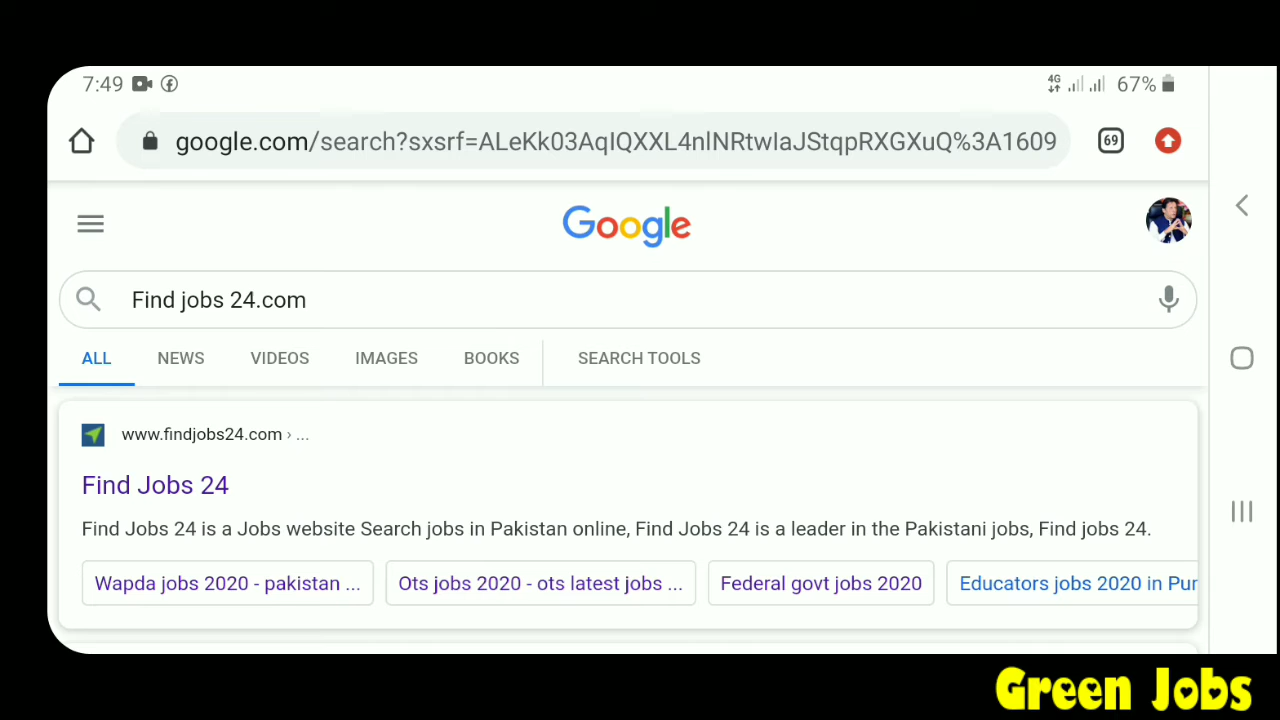 7:49 67%
google.com/search?sxsrf=ALeKk03AqIQXXL4nlNRtwIaJStqpRXGXuQ%3A1609 69
Google
Find jobs 24.com
ALL NEWS VIDEOS IMAGES BOOKS SEARCH TOOLS
www.findjobs24.com › ...
Find Jobs 24
Find Jobs 24 is a Jobs website Search jobs in Pakistan online, Find Jobs 24 is a leader in the Pakistani jobs, Find jobs 24.
Wapda jobs 2020 - pakistan ... Ots jobs 2020 - ots latest jobs ... Federal govt jobs 2020 Educators jobs 2020 in Pur
Green Jobs